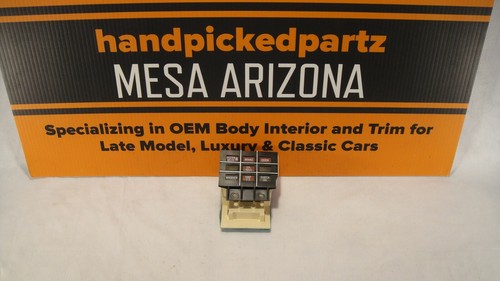 handpickedpartz
MESA ARIZONA
Specializing in OEM Body Interior and Trim for
Late Model, Luxury & Classic Cars